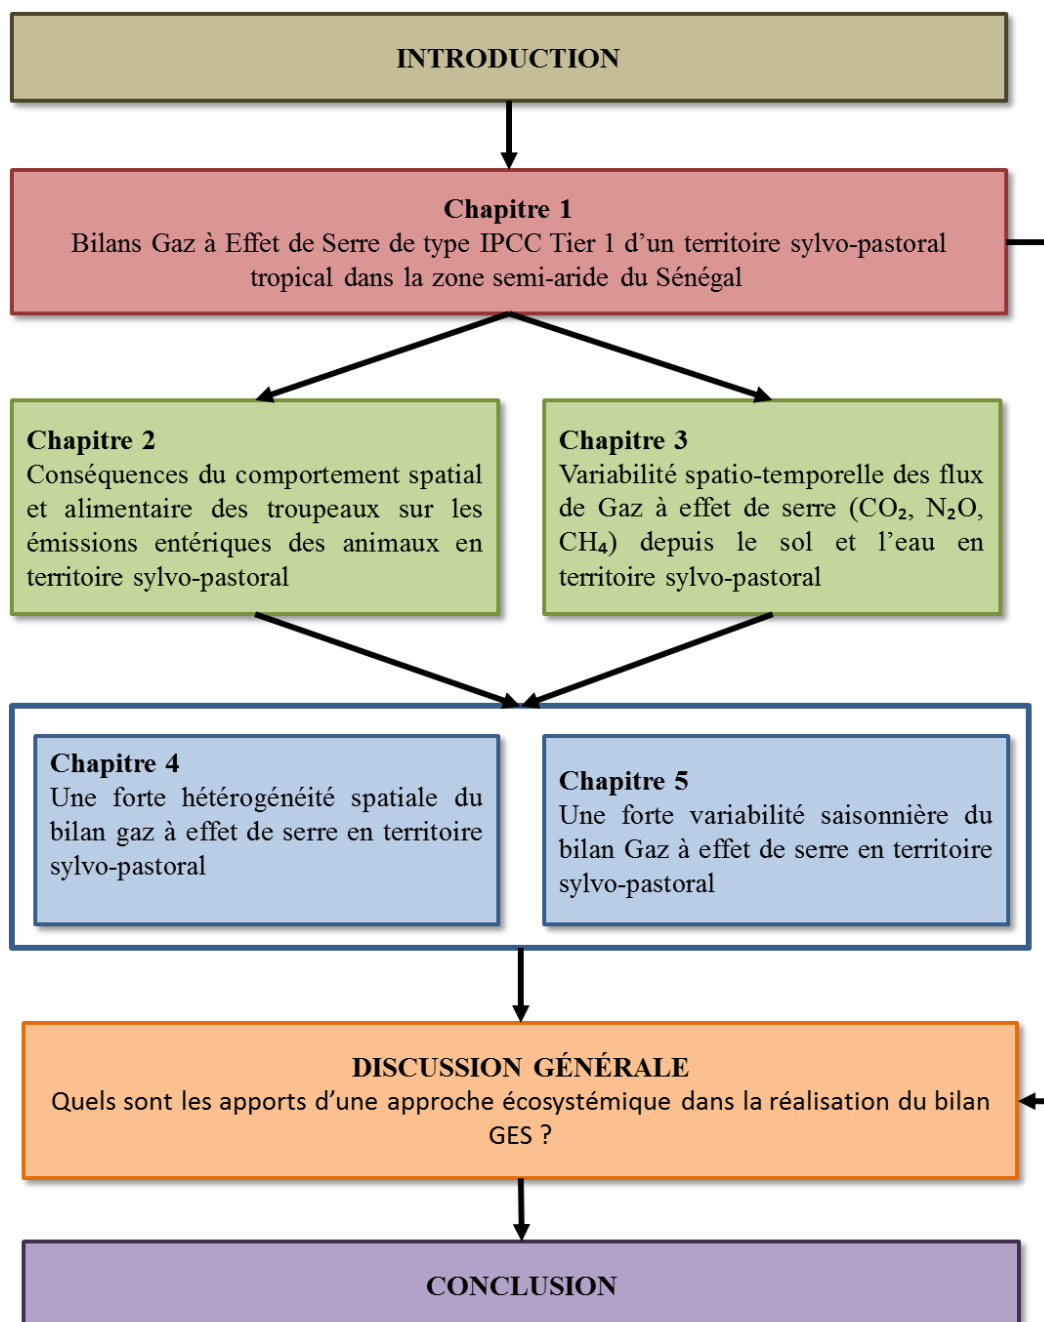 INTRODUCTION
Chapitre 1
Bilans Gaz à Effet de Serre de type IPCC Tier 1 d’un territoire sylvo-pastoral
tropical dans la zone semi-aride du Sénégal
Chapitre 2
Conséquences du comportement spatial
et alimentaire des troupeaux sur les
émissions entériques des animaux en
territoire sylvo-pastoral
Chapitre 3
Variabilité spatio-temporelle des flux
de Gaz à effet de serre (CO₂, N₂O,
CH₄) depuis le sol et l’eau en
territoire sylvo-pastoral
Chapitre 4
Une forte hétérogénéité spatiale du
bilan gaz à effet de serre en territoire
sylvo-pastoral
Chapitre 5
Une forte variabilité saisonnière du
bilan Gaz à effet de serre en territoire
sylvo-pastoral
DISCUSSION GÉNÉRALE
Quels sont les apports d’une approche écosystémique dans la réalisation du bilan
GES ?
CONCLUSION